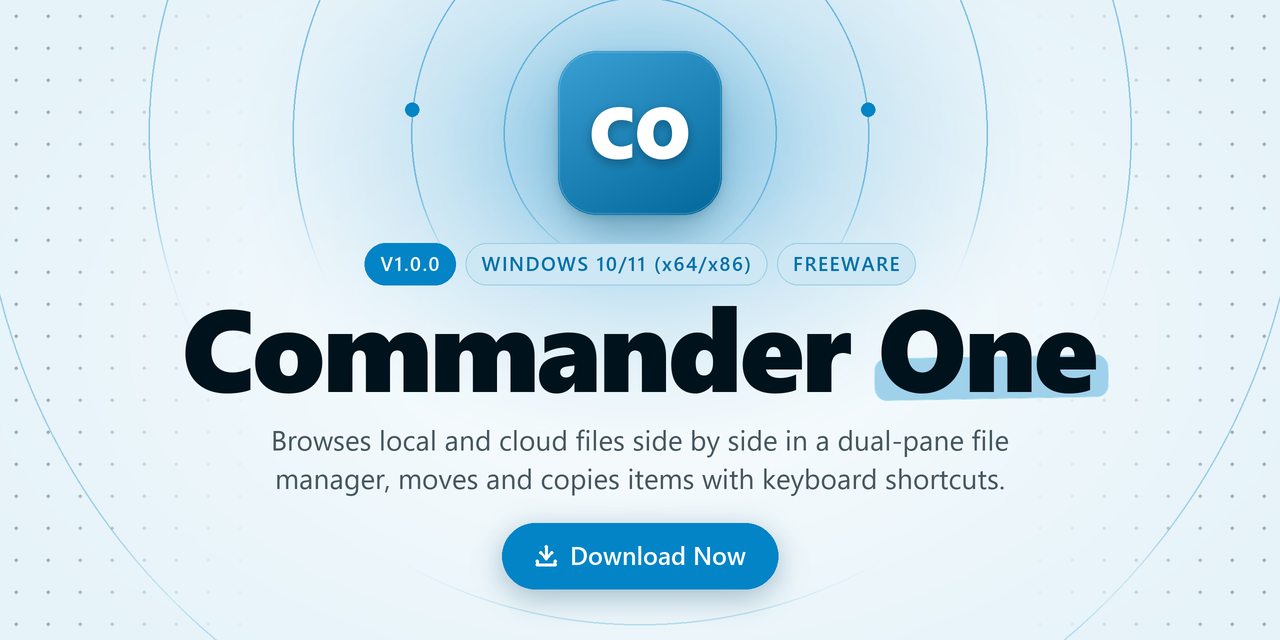 CO
V1.0.0
WINDOWS 10/11 (x64/x86)
FREEWARE
Commander One
Browses local and cloud files side by side in a dual-pane file
manager, moves and copies items with keyboard shortcuts.
Download Now